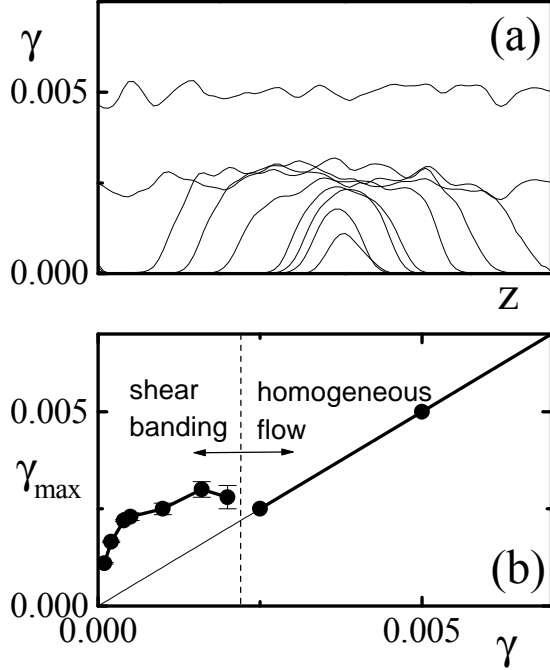 (a)
γ
0.005
0.000
z
shear
banding
homogeneous
flow
0.005
γmax
(b)
0.000
0.000
0.005
γ